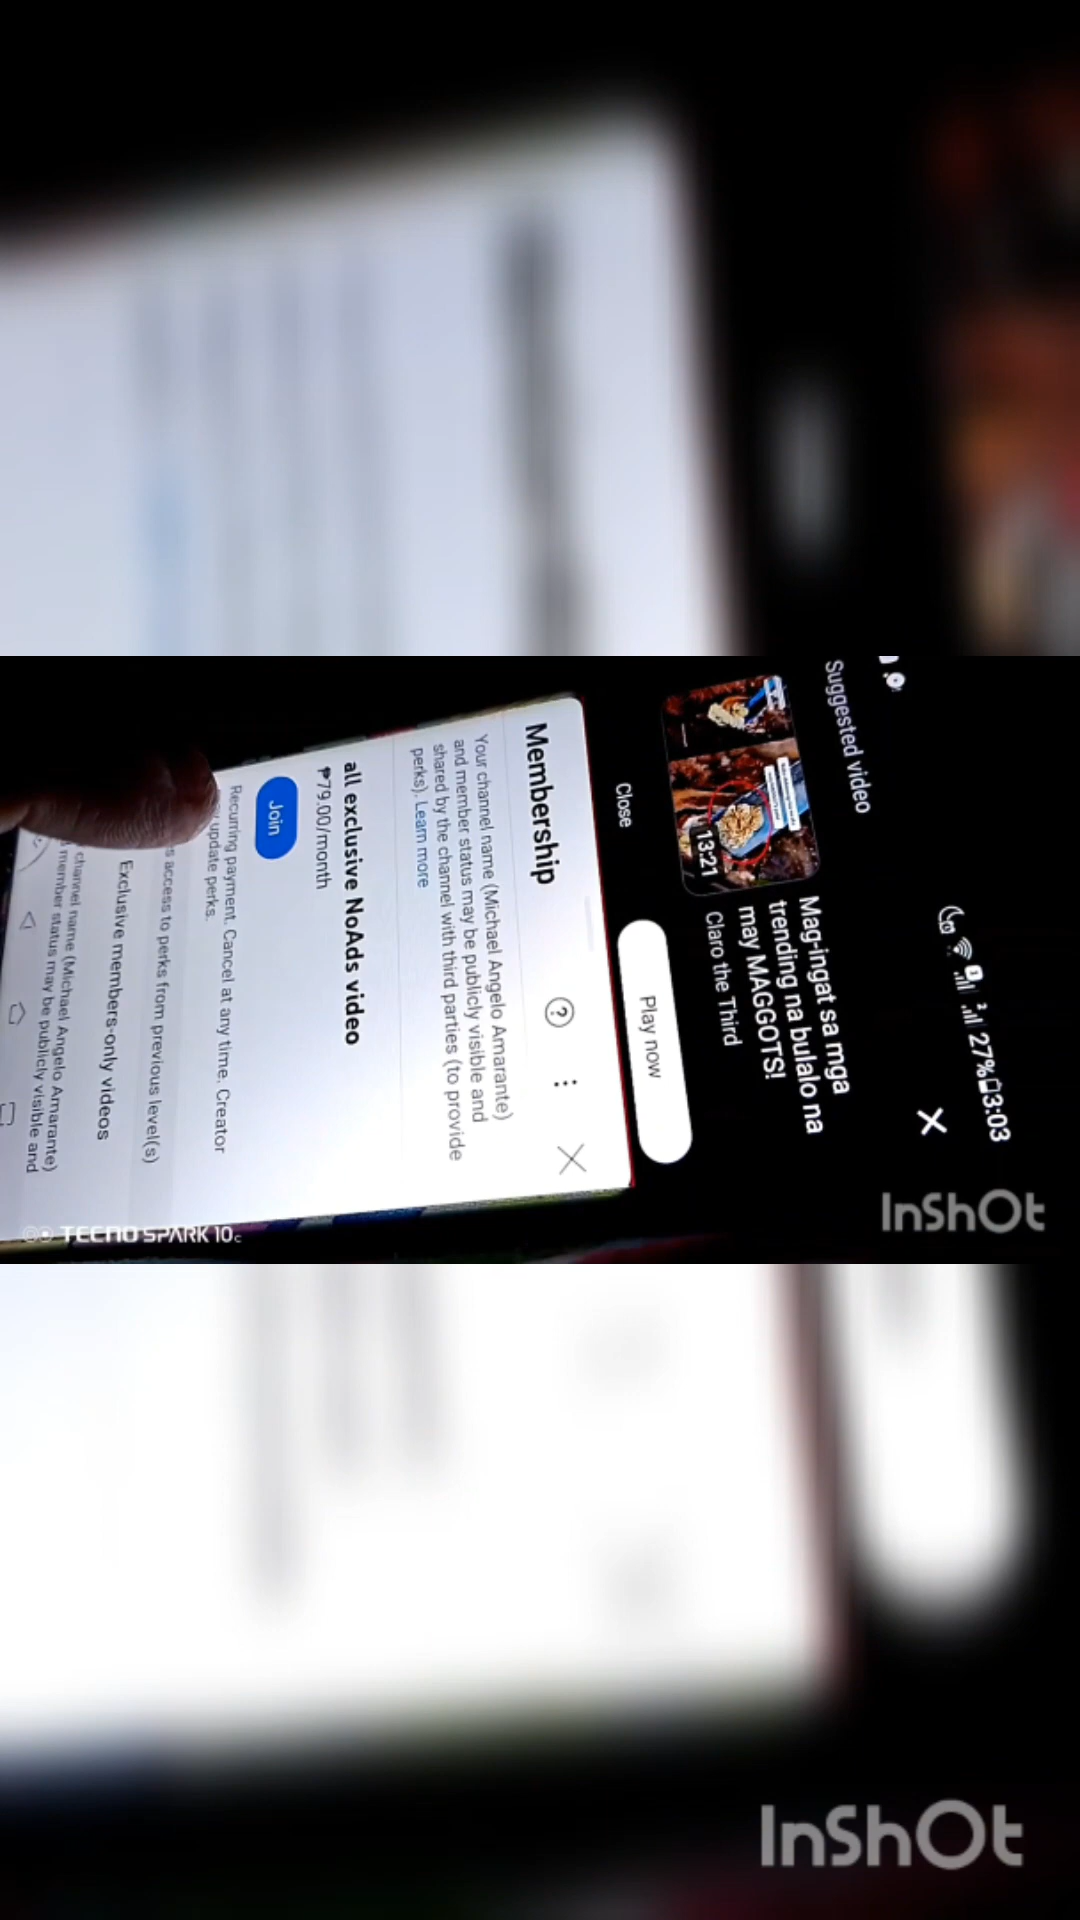 27% 3:03
Suggested video
Mag-ingat sa mga
trending na bulalo na
may MAGGOTS!
Claro the Third
13:21
Close
Play now
Membership
Your channel name (Michael Angelo Amarante)
and member status may be publicly visible and
shared by the channel with third parties (to provide
perks). Learn more
all exclusive NoAds video
₱79.00/month
Join
Recurring payment. Cancel at any time. Creator
update perks.
access to perks from previous level(s)
Exclusive members-only videos
channel name (Michael Angelo Amarante)
member status may be publicly visible and
TECNO SPARK 10C
InShOt
InShOt